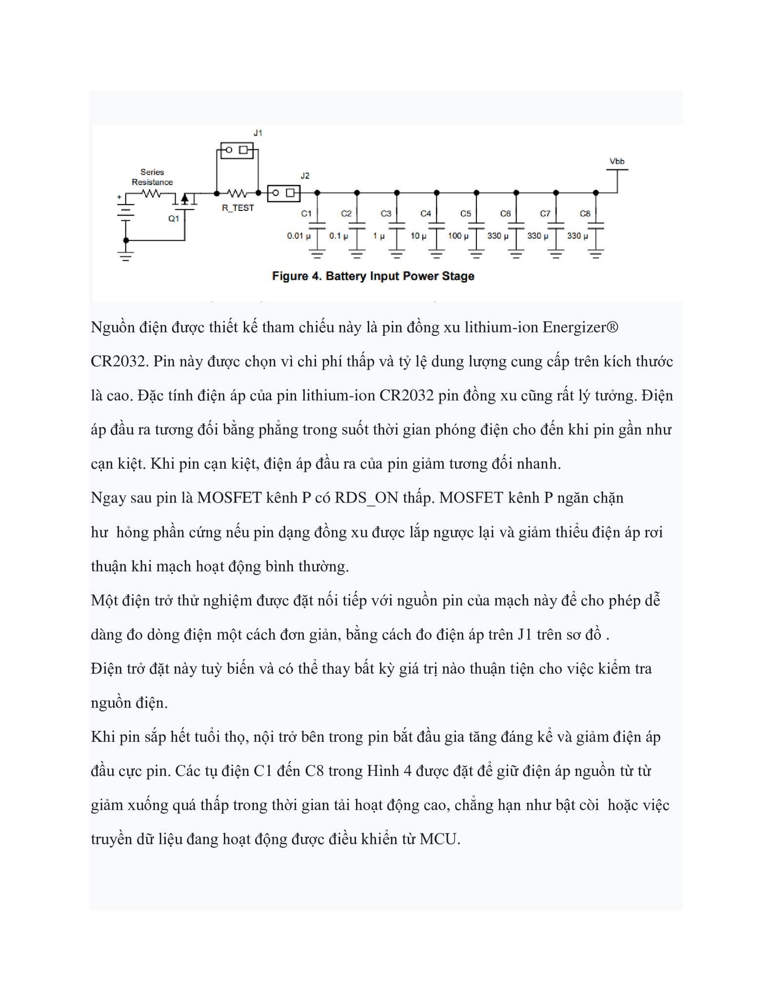 J1
Vbb
J2
Series
Resistance
+
R_TEST
Q1
C1 C2 C3 C4 C5 C6 C7 C8
0.01 µ 0.1 µ 1 µ 10 µ 100 µ 330 µ 330 µ 330 µ
Figure 4. Battery Input Power Stage
Nguồn điện được thiết kế tham chiếu này là pin đồng xu lithium-ion Energizer®
CR2032. Pin này được chọn vì chi phí thấp và tỷ lệ dung lượng cung cấp trên kích thước
là cao. Đặc tính điện áp của pin lithium-ion CR2032 pin đồng xu cũng rất lý tưởng. Điện
áp đầu ra tương đối bằng phẳng trong suốt thời gian phóng điện cho đến khi pin gần như
cạn kiệt. Khi pin cạn kiệt, điện áp đầu ra của pin giảm tương đối nhanh.
Ngay sau pin là MOSFET kênh P có RDS_ON thấp. MOSFET kênh P ngăn chặn
hư  hỏng phần cứng nếu pin dạng đồng xu được lắp ngược lại và giảm thiểu điện áp rơi
thuận khi mạch hoạt động bình thường.
Một điện trở thử nghiệm được đặt nối tiếp với nguồn pin của mạch này để cho phép dễ
dàng đo dòng điện một cách đơn giản, bằng cách đo điện áp trên J1 trên sơ đồ .
Điện trở đặt này tuỳ biến và có thể thay bất kỳ giá trị nào thuận tiện cho việc kiểm tra
nguồn điện.
Khi pin sắp hết tuổi thọ, nội trở bên trong pin bắt đầu gia tăng đáng kể và giảm điện áp
đầu cực pin. Các tụ điện C1 đến C8 trong Hình 4 được đặt để giữ điện áp nguồn từ từ
giảm xuống quá thấp trong thời gian tải hoạt động cao, chẳng hạn như bật còi  hoặc việc
truyền dữ liệu đang hoạt động được điều khiển từ MCU.